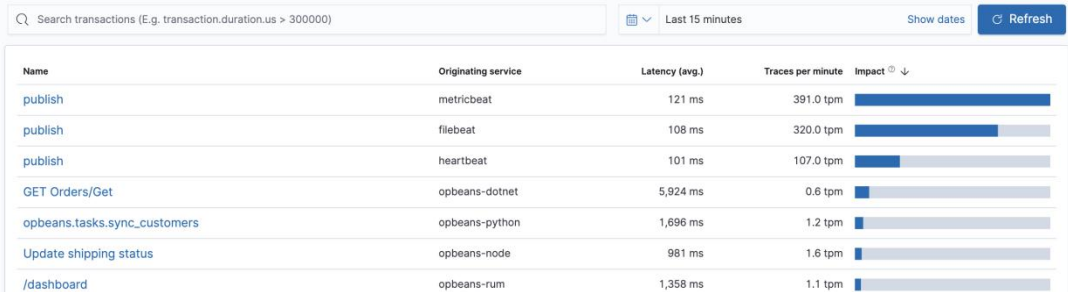 Search transactions (E.g. transaction.duration.us > 300000) Last 15 minutes Show dates Refresh
Name Originating service Latency (avg.) Traces per minute Impact
publish metricbeat 121 ms 391.0 tpm
publish filebeat 108 ms 320.0 tpm
publish heartbeat 101 ms 107.0 tpm
GET Orders/Get opbeans-dotnet 5,924 ms 0.6 tpm
opbeans.tasks.sync_customers opbeans-python 1,696 ms 1.2 tpm
Update shipping status opbeans-node 981 ms 1.6 tpm
/dashboard opbeans-rum 1,358 ms 1.1 tpm